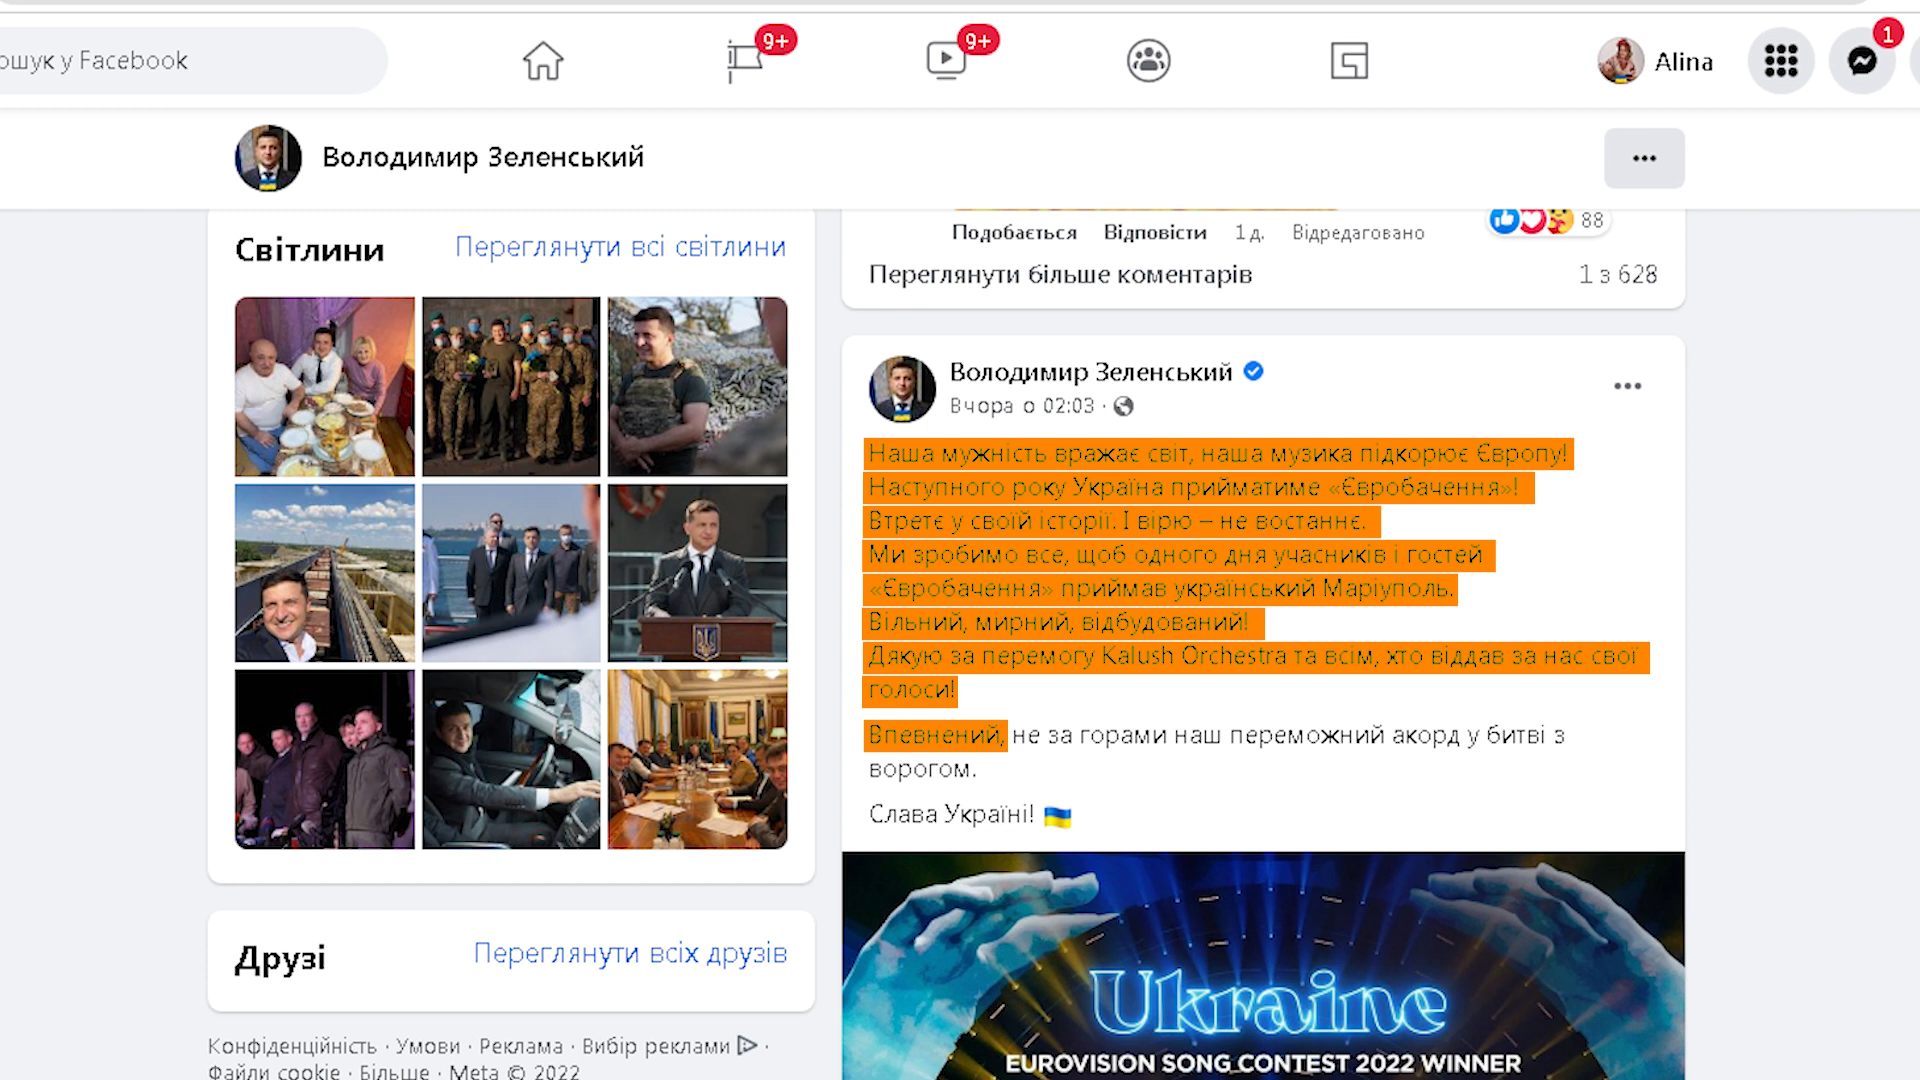 ошук у Facebook
9+
9+
Alina
1
Володимир Зеленський
Світлини
Переглянути всі світлини
Подобається Відповісти 1 д. Відредаговано
88
Переглянути більше коментарів
1 з 628
Володимир Зеленський
Вчора о 02:03 ·
Наша мужність вражає світ, наша музика підкорює Європу!
Наступного року Україна прийматиме «Євробачення»!
Втретє у своїй історії. І вірю – не востаннє.
Ми зробимо все, щоб одного дня учасників і гостей
«Євробачення» приймав український Маріуполь.
Вільний, мирний, відбудований!
Дякую за перемогу Kalush Orchestra та всім, хто віддав за нас свої
голоси!
Впевнений, не за горами наш переможний акорд у битві з
ворогом.
Слава Україні! 🇺🇦
Ukraine
EUROVISION SONG CONTEST 2022 WINNER
Друзі
Переглянути всіх друзів
Конфіденційність · Умови · Реклама · Вибір реклами ·
Файли cookie · Більше · Meta © 2022